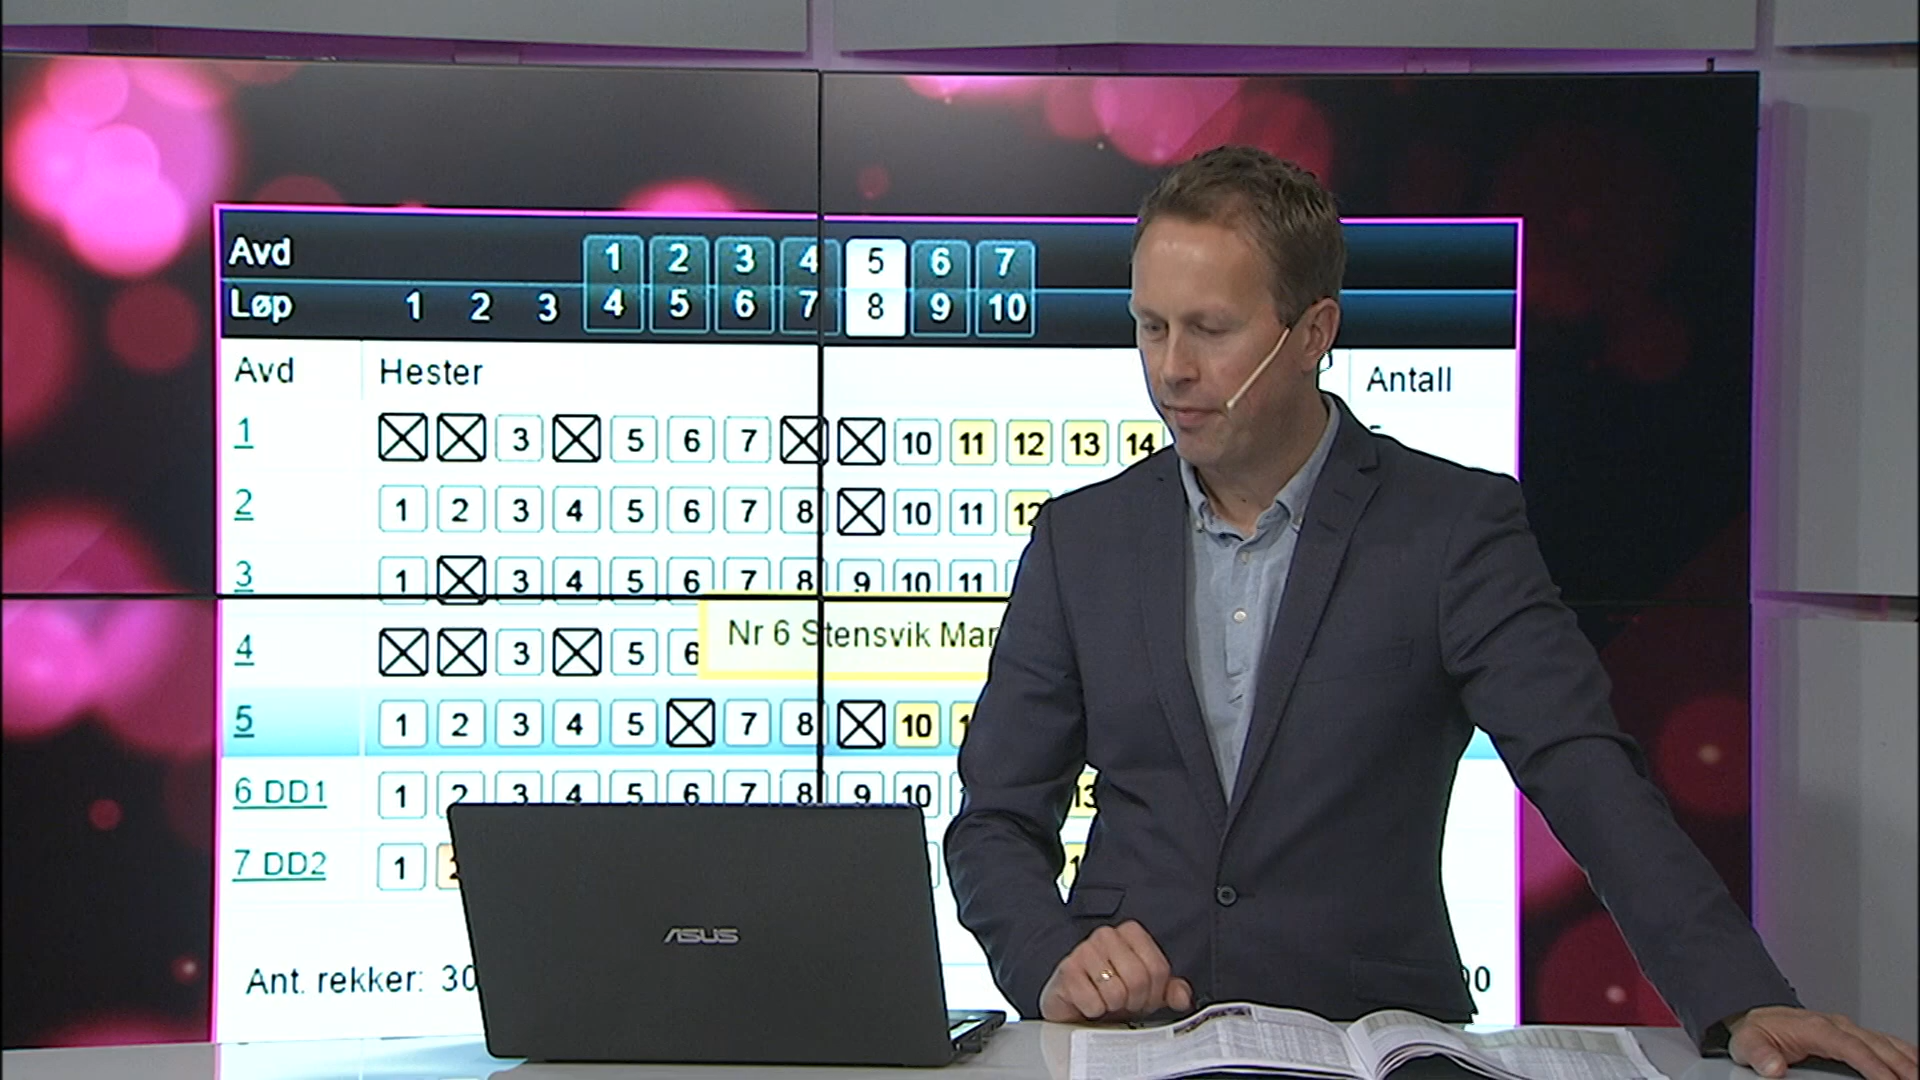 Avd 1 2 3 4 5 6 7
Løp 1 2 3 4 5 6 7 8 9 10
Avd Hester Antall
1 3 5 6 7 10 11 12 13 14
2 1 2 3 4 5 6 7 8 10 11 12
3 1 3 4 5 6 7 8 9 10 11
Nr 6 Stensvik
4 3 5 6
5 1 2 3 4 5 7 8 10
6 DD1 1 2 3 4 5 6 7 8 9 10 13
7 DD2 1
ASUS
Ant. rekker: 30